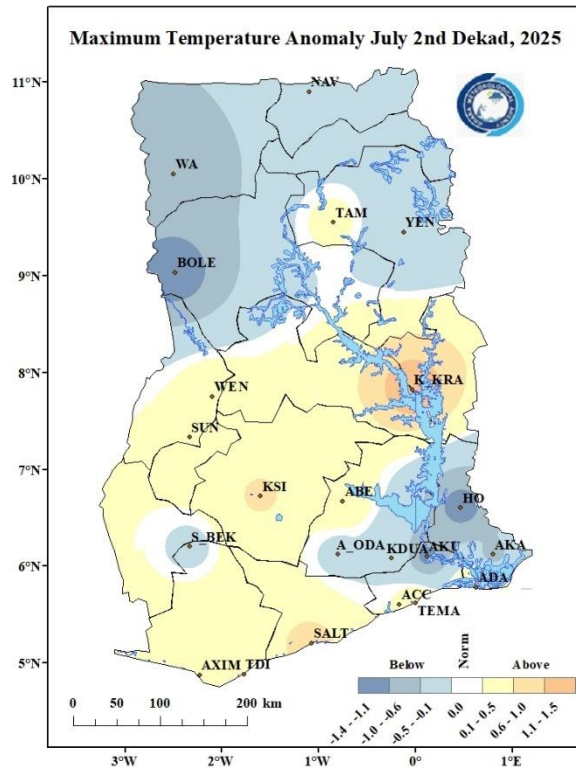 Maximum Temperature Anomaly July 2nd Dekad, 2025
11°N
NAV
GHANA METEOROLOGICAL AGENCY
WA
10°N
TAM
YEN
9°N
BOLE
8°N
K_KRA
WEN
SUN
7°N
KSI
ABE
HO
S_BEK
A_ODA
KDUA
AKU
AKA
6°N
ADA
ACC
TEMA
SALT
5°N
AXIM
TDI
Below
Norm
Above
0 50 100 200 km
-1.4 - -1.1
-1.0 - -0.6
-0.5 - -0.1
0.0
0.1 - 0.5
0.6 - 1.0
1.1 - 1.5
3°W
2°W
1°W
0°
1°E